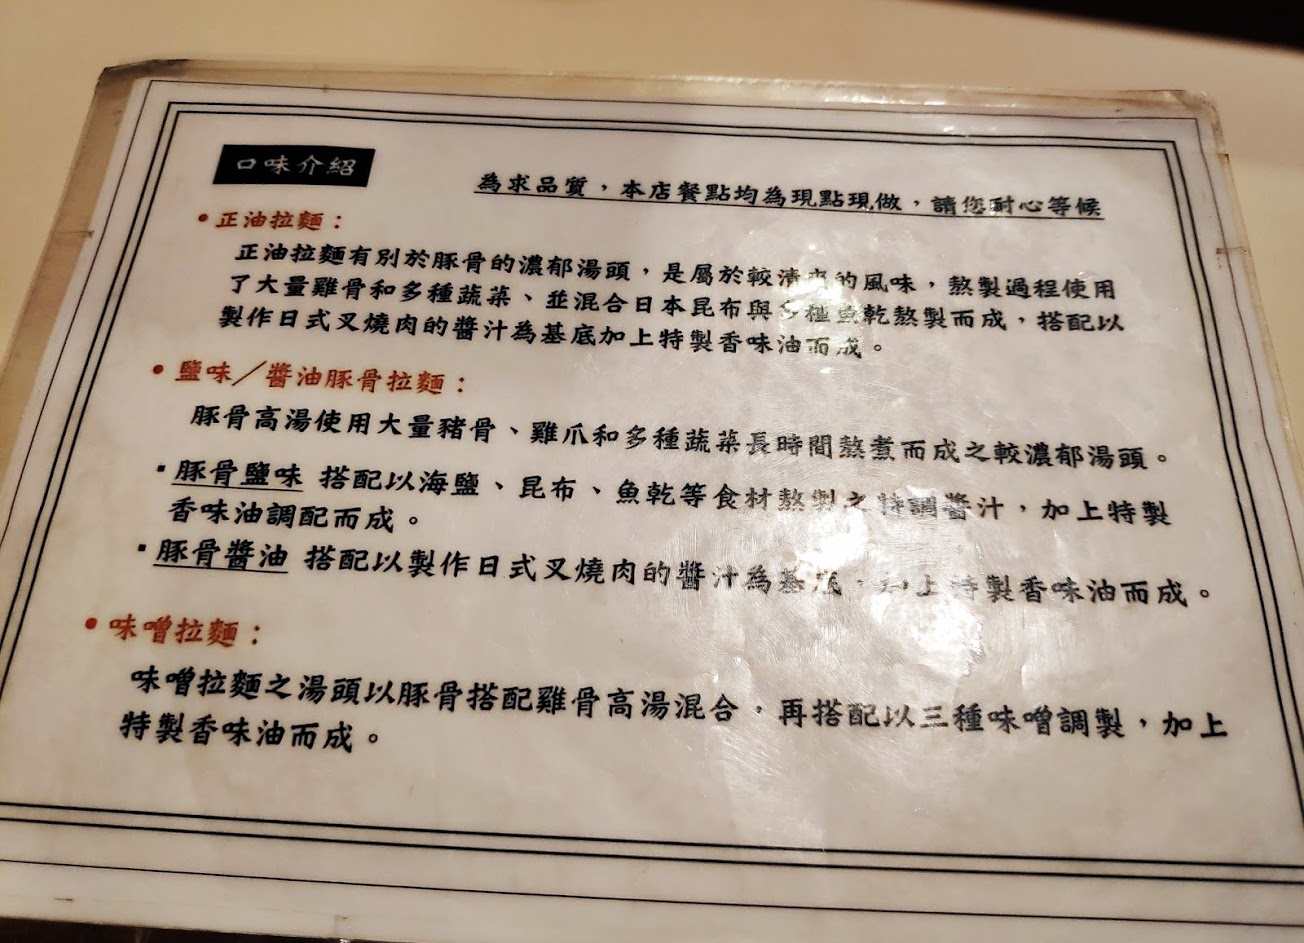 口味介紹
為求品質，本店餐點均為現點現做，請您耐心等候
•正油拉麵：
正油拉麵有別於豚骨的濃郁湯頭，是屬於較清爽的風味，熬製過程使用
了大量雞骨和多種蔬菜、並混合日本昆布與多種魚乾熬製而成，搭配以
製作日式叉燒肉的醬汁為基底加上特製香味油而成。
•鹽味／醬油豚骨拉麵：
豚骨高湯使用大量豬骨、雞爪和多種蔬菜長時間熬煮而成之較濃郁湯頭。
▪豚骨鹽味 搭配以海鹽、昆布、魚乾等食材熬製之特調醬汁，加上特製
香味油調配而成。
▪豚骨醬油 搭配以製作日式叉燒肉的醬汁為基底，加上特製香味油而成。
•味噌拉麵：
味噌拉麵之湯頭以豚骨搭配雞骨高湯混合，再搭配以三種味噌調製，加上
特製香味油而成。